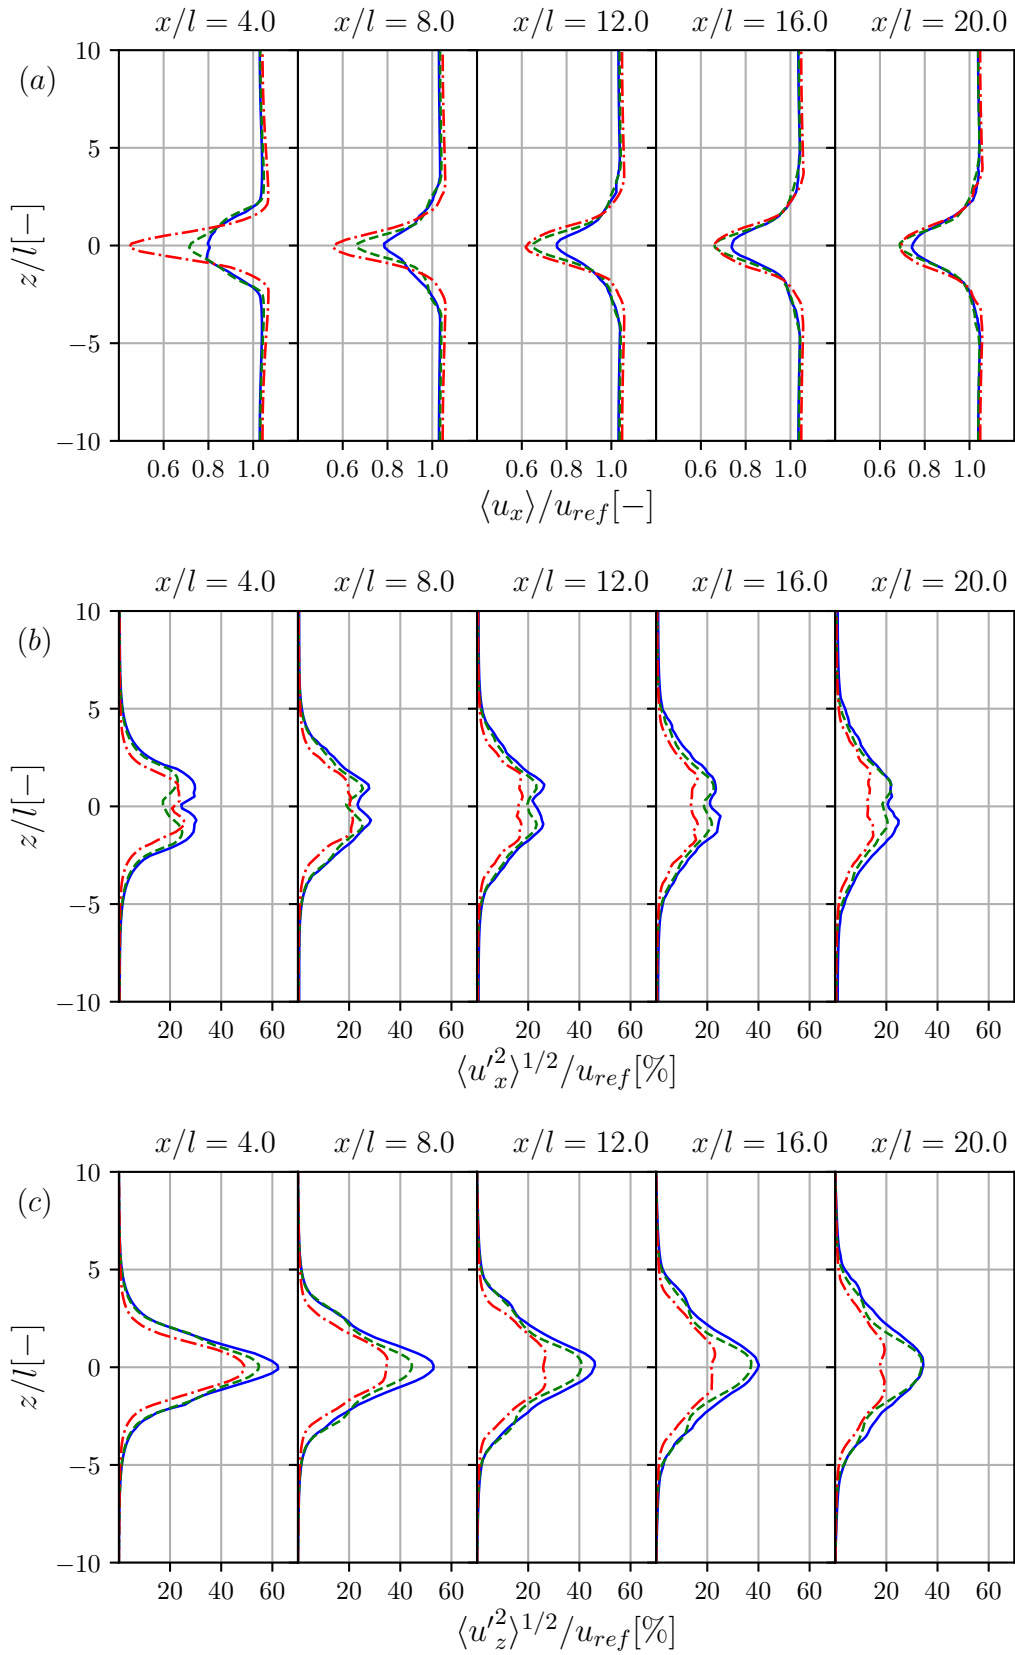 x/l = 4.0 x/l = 8.0 x/l = 12.0 x/l = 16.0 x/l = 20.0
(a)
10
5
0
−5
−10
z/l[−]
0.6 0.8 1.0 0.6 0.8 1.0 0.6 0.8 1.0 0.6 0.8 1.0 0.6 0.8 1.0
⟨u_x⟩/u_{ref}[−]
x/l = 4.0 x/l = 8.0 x/l = 12.0 x/l = 16.0 x/l = 20.0
(b)
10
5
0
−5
−10
z/l[−]
20 40 60 20 40 60 20 40 60 20 40 60 20 40 60
⟨u′_x^2⟩^{1/2}/u_{ref}[%]
x/l = 4.0 x/l = 8.0 x/l = 12.0 x/l = 16.0 x/l = 20.0
(c)
10
5
0
−5
−10
z/l[−]
20 40 60 20 40 60 20 40 60 20 40 60 20 40 60
⟨u′_z^2⟩^{1/2}/u_{ref}[%]